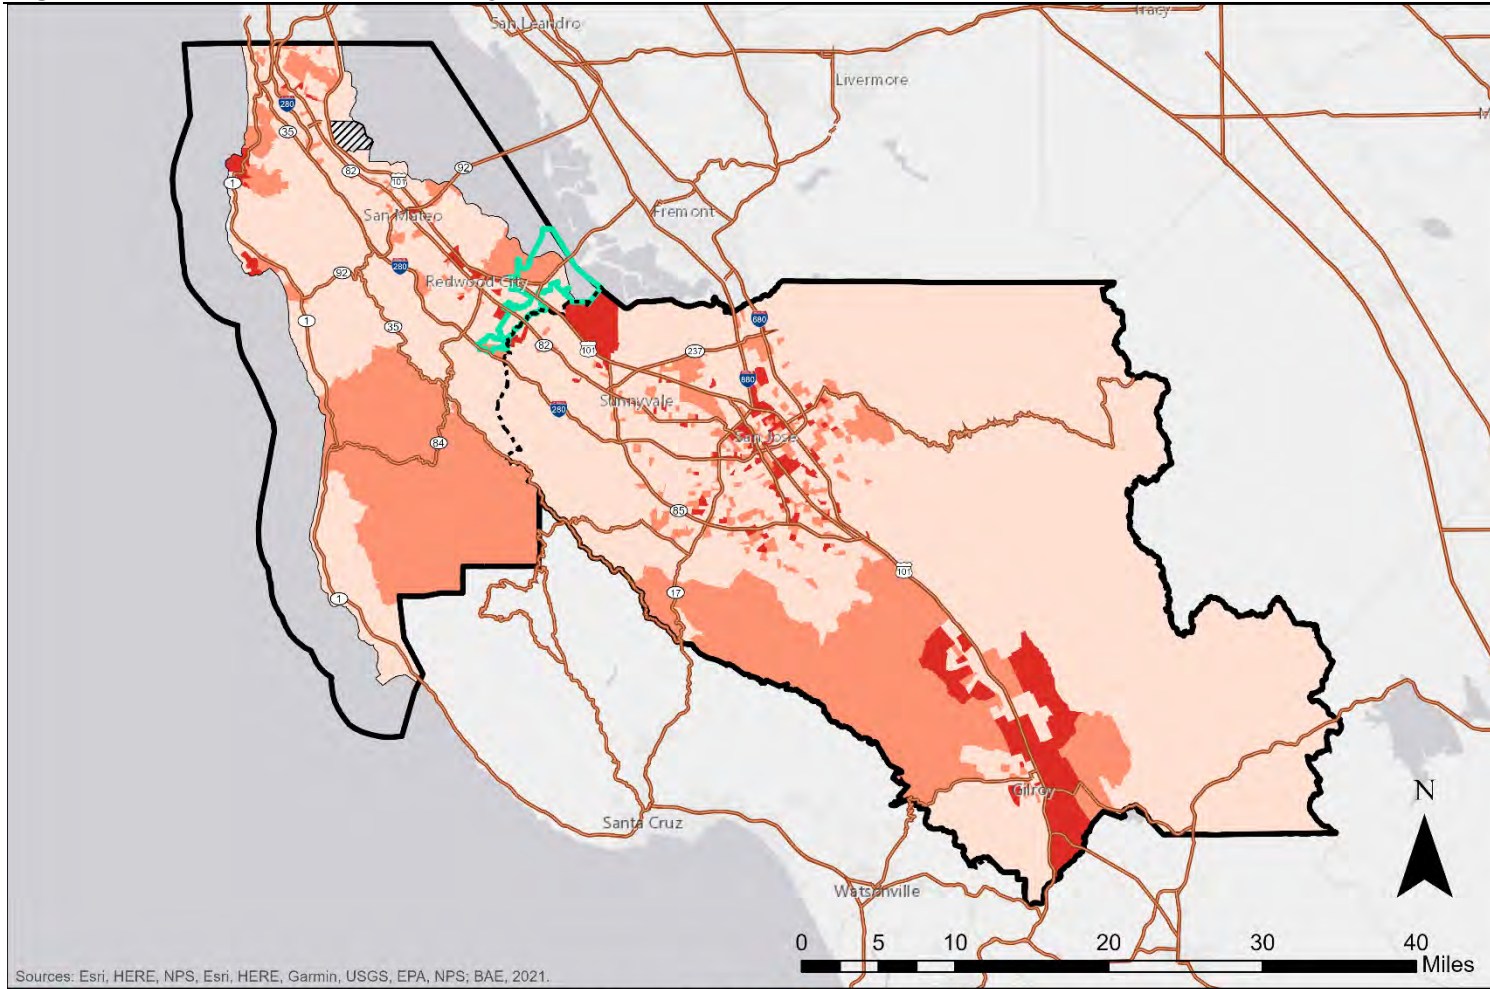 San Leandro
Tracy
Livermore
280
35
1
82
101
92
Fremont
San Mateo
280
92
Redwood City
1
35
82
101
237
680
880
280
Sunnyvale
San Jose
84
85
101
17
1
Gilroy
N
Santa Cruz
Watsonville
0 5 10 20 30 40
Miles
Sources: Esri, HERE, NPS, Esri, HERE, Garmin, USGS, EPA, NPS; BAE, 2021.